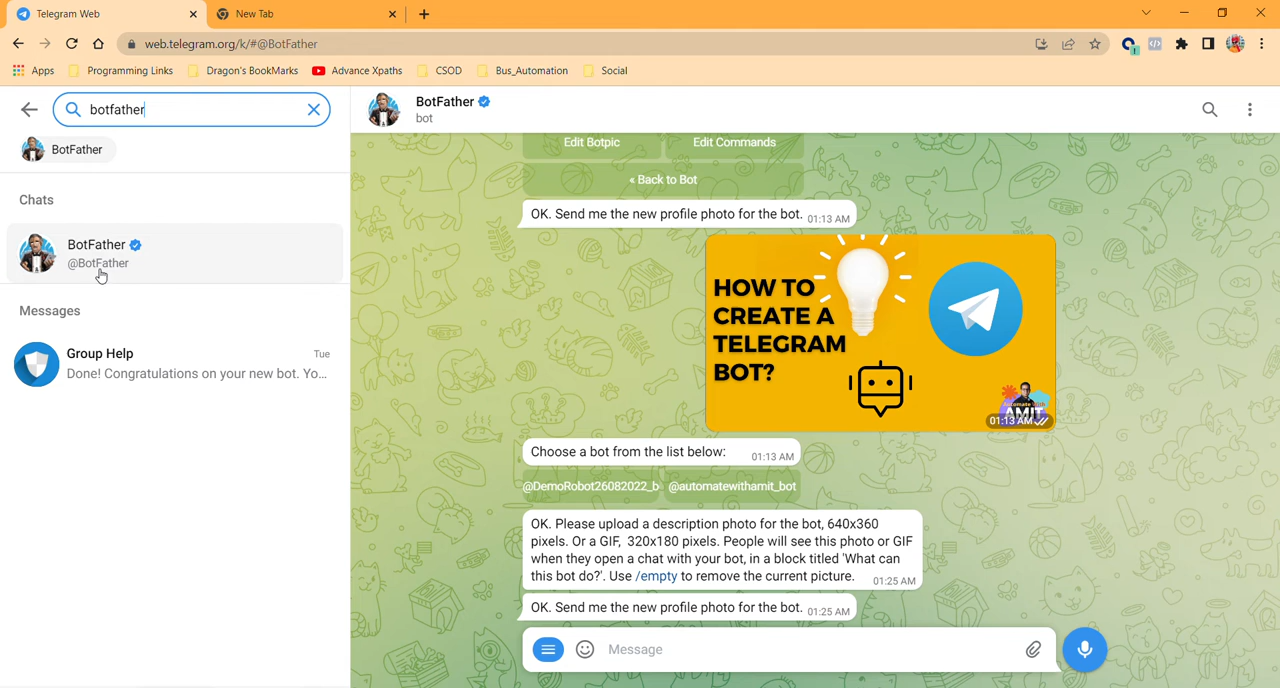 Telegram Web
New Tab
web.telegram.org/k/#@BotFather
Apps
Programming Links
Dragon's BookMarks
Advance Xpaths
CSOD
Bus_Automation
Social
botfather
BotFather
Chats
BotFather
@BotFather
Messages
Group Help
Tue
Done! Congratulations on your new bot. Yo...
BotFather
bot
Edit Botpic
Edit Commands
« Back to Bot
OK. Send me the new profile photo for the bot. 01:13 AM
HOW TO
CREATE A
TELEGRAM
BOT?
Automate With
AMIT
01:13 AM
Choose a bot from the list below: 01:13 AM
@DemoRobot26082022_b
@automatewithamit_bot
OK. Please upload a description photo for the bot, 640x360
pixels. Or a GIF, 320x180 pixels. People will see this photo or GIF
when they open a chat with your bot, in a block titled 'What can
this bot do?'. Use /empty to remove the current picture. 01:25 AM
OK. Send me the new profile photo for the bot. 01:25 AM
Message